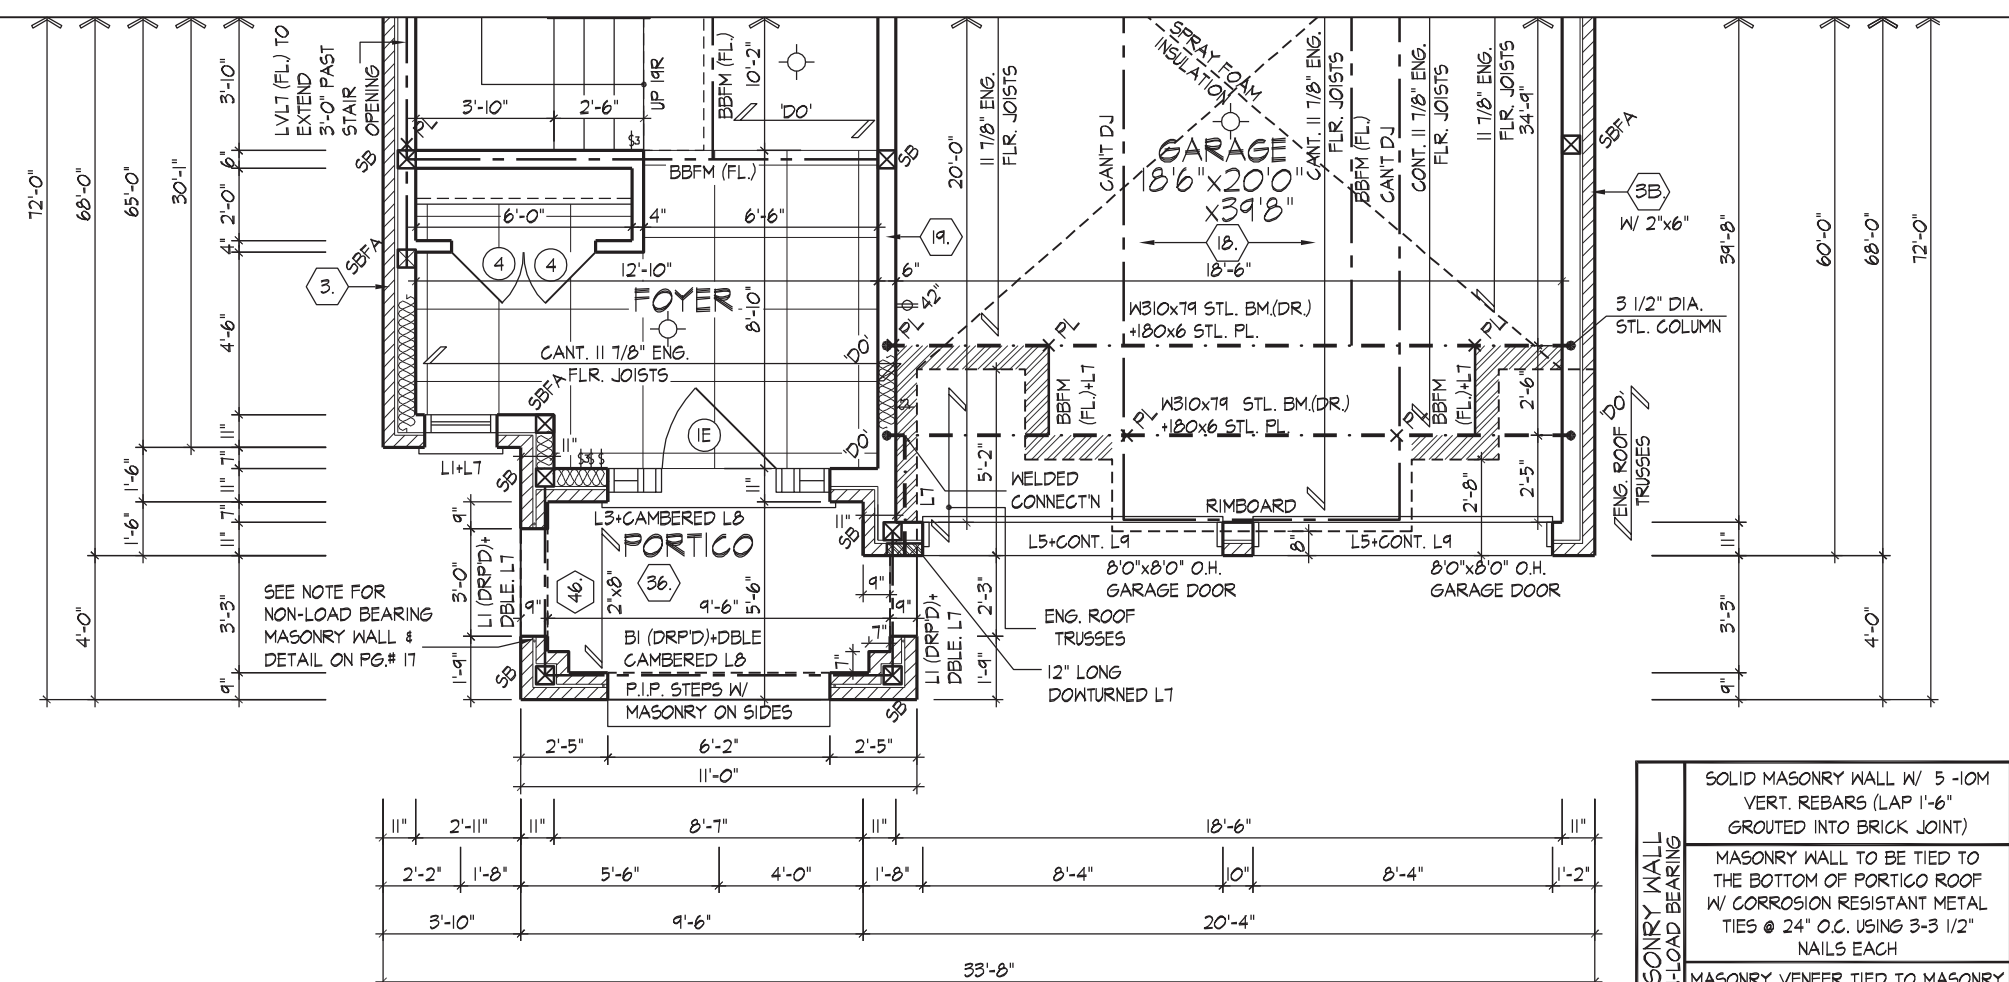 LVL7 (FL.) TO
EXTEND
3'-0" PAST
STAIR
OPENING
3'-10"
2'-6"
UP 19R
BBFM (FL.)
10'-2"
'DO'
PL
SB
BBFM (FL.)
SB
6'-0"
4"
6'-6"
SBFA
4
4
12'-10"
FOYER
8'-10"
CANT. 11 7/8" ENG.
FLR. JOISTS
SBFA
1E
11"
L1+L7
SB
11"
L3+CAMBERED L8
PORTICO
46.
2"x8"
36.
9"
9'-6"
5'-6"
9"
9"
B1 (DRP'D)+DBLE
CAMBERED L8
7"
7"
P.I.P. STEPS W/
MASONRY ON SIDES
SB
SB
L1 (DRP'D)+
DBLE. L7
L1 (DRP'D)+
DBLE. L7
3.
72'-0"
68'-0"
65'-0"
30'-1"
3'-10"
6"
2'-0"
4"
4'-6"
11"
7"
11"
7"
11"
1'-6"
1'-6"
4'-0"
3'-3"
9"
9"
3'-0"
1'-9"
SEE NOTE FOR
NON-LOAD BEARING
MASONRY WALL &
DETAIL ON PG.# 17
20'-0"
11 7/8" ENG.
FLR. JOISTS
CAN'T DJ
SPRAY FOAM
INSULATION
GARAGE
18'6"x20'0"
x39'8"
18.
19.
6"
18'-6"
42"
CANT. 11 7/8" ENG.
FLR. JOISTS
BBFM (FL.)
CAN'T DJ
CONT. 11 7/8" ENG.
FLR. JOISTS
11 7/8" ENG.
FLR. JOISTS
34'-9"
SBFA
3B.
W/ 2"x6"
3 1/2" DIA.
STL. COLUMN
W310x79 STL. BM.(DR.)
+180x6 STL. PL.
PL
PL
PL
'DO'
BBFM
(FL.)+L7
W310x79 STL. BM.(DR.)
+180x6 STL. PL.
PL
PL
BBFM
(FL.)+L7
2'-6"
'DO'
'DO'
ENG. ROOF
TRUSSES
5'-2"
WELDED
CONNECT'N
L7
RIMBOARD
2'-8"
2'-5"
11"
SB
L5+CONT. L9
8"
L5+CONT. L9
8'0"x8'0" O.H.
GARAGE DOOR
8'0"x8'0" O.H.
GARAGE DOOR
2'-3"
ENG. ROOF
TRUSSES
1'-9"
12" LONG
DOWTURNED L7
39'-8"
60'-0"
68'-0"
72'-0"
11"
3'-3"
9"
4'-0"
2'-5"
6'-2"
2'-5"
11'-0"
11"
2'-11"
11"
8'-7"
11"
18'-6"
11"
2'-2"
1'-8"
5'-6"
4'-0"
1'-8"
8'-4"
10"
8'-4"
1'-2"
3'-10"
9'-6"
20'-4"
33'-8"
SOLID MASONRY WALL W/ 5 -10M
VERT. REBARS (LAP 1'-6"
GROUTED INTO BRICK JOINT)
MASONRY WALL TO BE TIED TO
THE BOTTOM OF PORTICO ROOF
W/ CORROSION RESISTANT METAL
TIES @ 24" O.C. USING 3-3 1/2"
NAILS EACH
MASONRY VENEER TIED TO MASONRY
SONRY WALL
-LOAD BEARING